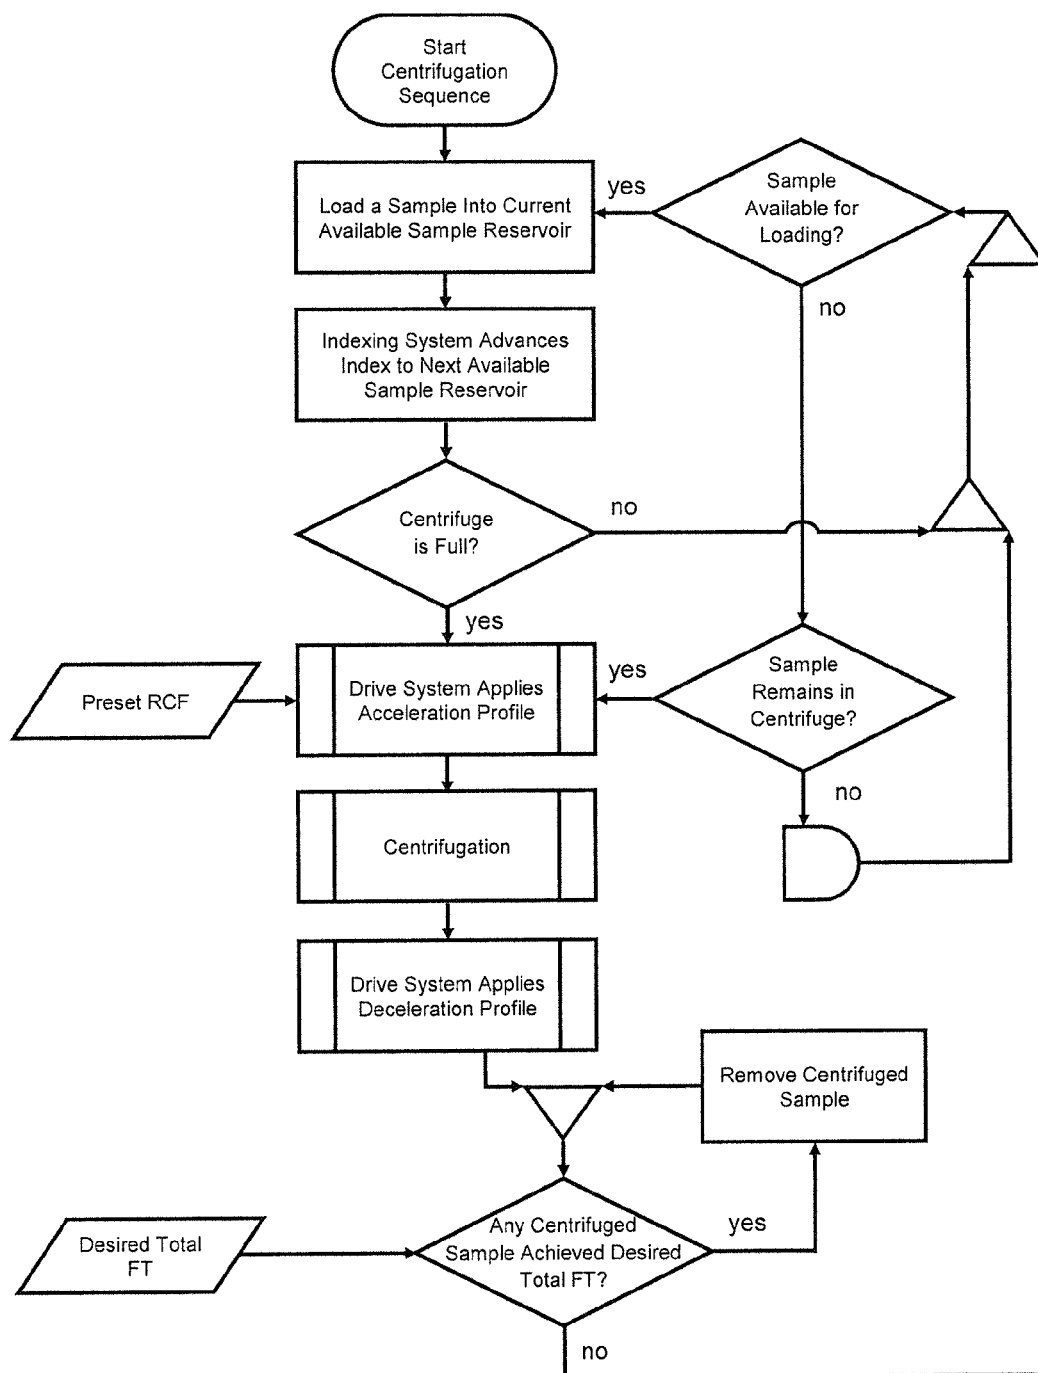 Start
Centrifugation
Sequence
yes
Sample
Available for
Loading?
Load a Sample Into Current
Available Sample Reservoir
no
Indexing System Advances
Index to Next Available
Sample Reservoir
Centrifuge
is Full?
no
yes
Preset RCF
Drive System Applies
Acceleration Profile
yes
Sample
Remains in
Centrifuge?
no
Centrifugation
Drive System Applies
Deceleration Profile
Remove Centrifuged
Sample
Desired Total
FT
Any Centrifuged
Sample Achieved Desired
Total FT?
yes
no